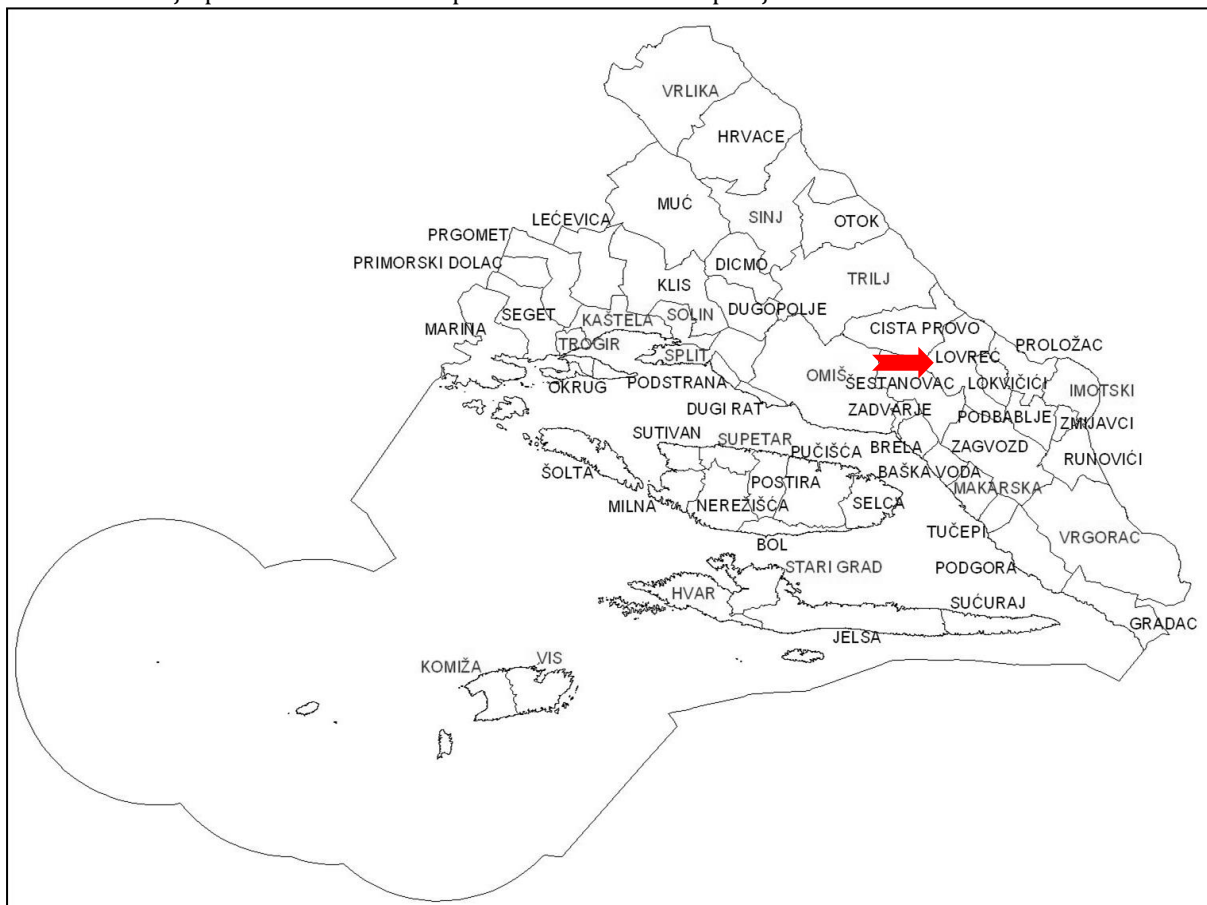 VRLIKA
HRVACE
MUĆ
SINJ
OTOK
LEĆEVICA
PRGOMET
PRIMORSKI DOLAC
DICMO
TRILJ
KLIS
SEGET
KAŠTELA
SOLIN
DUGOPOLJE
MARINA
TROGIR
SPLIT
CISTA PROVO
LOVREĆ
PROLOŽAC
OKRUG
PODSTRANA
OMIŠ
ŠESTANOVAC
LOKVIČIĆI
IMOTSKI
DUGI RAT
ZADVARJE
PODBABLJE
ZMIJAVCI
SUTIVAN
SUPETAR
PUČIŠĆA
BRELA
ZAGVOZD
RUNOVIĆI
ŠOLTA
POSTIRA
BAŠKA VODA
MAKARSKA
MILNA
NEREŽIŠĆA
SELCA
TUČEPI
VRGORAC
BOL
STARI GRAD
PODGORA
HVAR
SUĆURAJ
GRADAC
JELSA
KOMIŽA
VIS